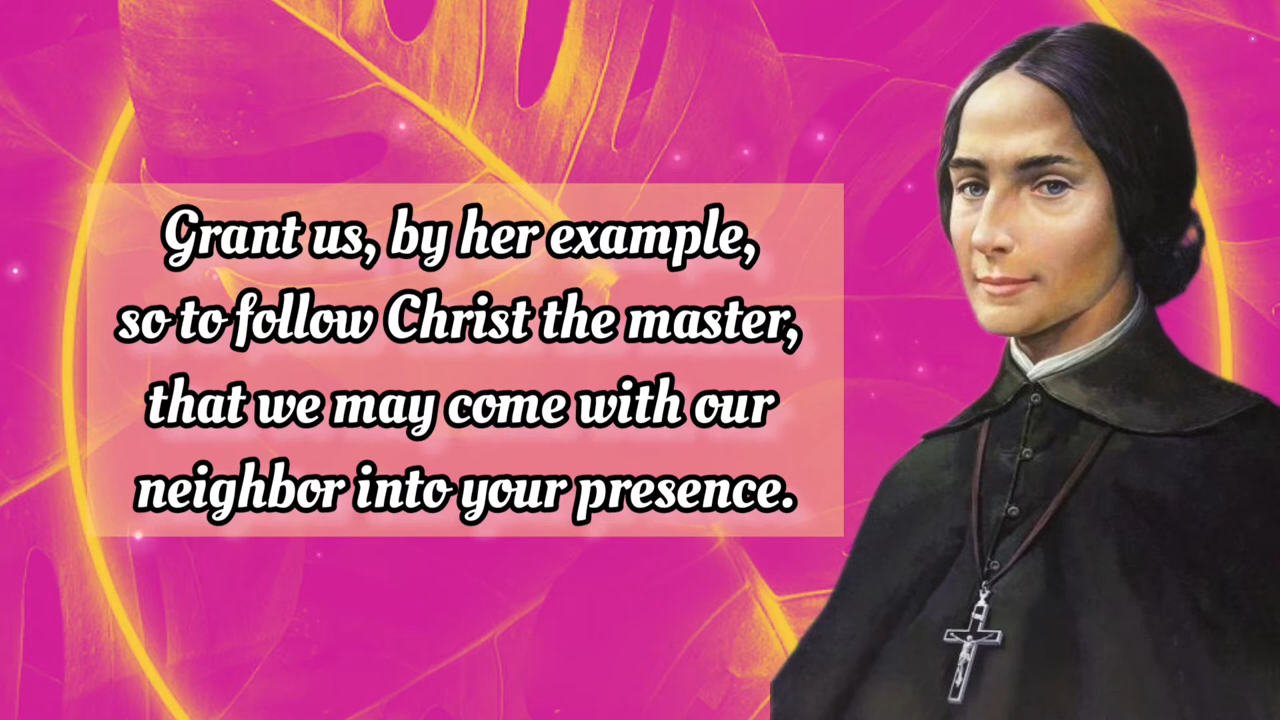 Grant us, by her example,
so to follow Christ the master,
that we may come with our
neighbor into your presence.